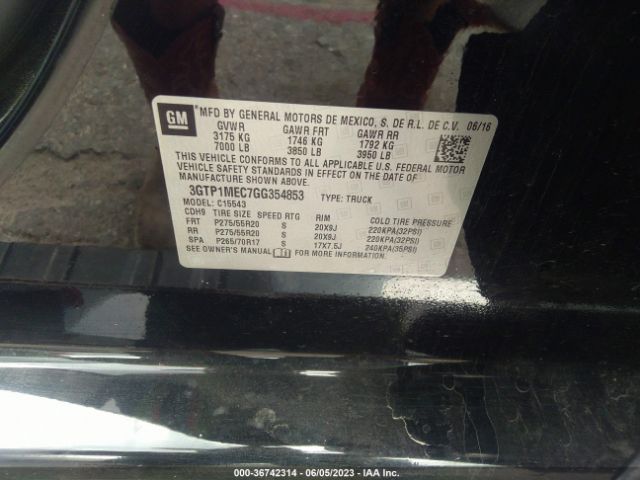 GM
MFD BY GENERAL MOTORS DE MEXICO, S. DE R.L. DE C.V. 06/16
GVWR GAWR FRT GAWR RR
3175 KG 1746 KG 1792 KG
7000 LB 3850 LB 3950 LB
THIS VEHICLE CONFORMS TO ALL APPLICABLE U.S. FEDERAL MOTOR
VEHICLE SAFETY STANDARDS IN EFFECT ON THE DATE OF
MANUFACTURE SHOWN ABOVE.
3GTP1MEC7GG354853 TYPE: TRUCK
MODEL: C15543
CDH9 TIRE SIZE SPEED RTG RIM COLD TIRE PRESSURE
FRT P275/55R20 S 20X9J 220KPA(32PSI)
RR P275/55R20 S 20X9J 220KPA(32PSI)
SPA P265/70R17 S 17X7.5J 240KPA(35PSI)
SEE OWNER'S MANUAL FOR MORE INFORMATION.
000-36742314 - 06/05/2023 - IAA Inc.